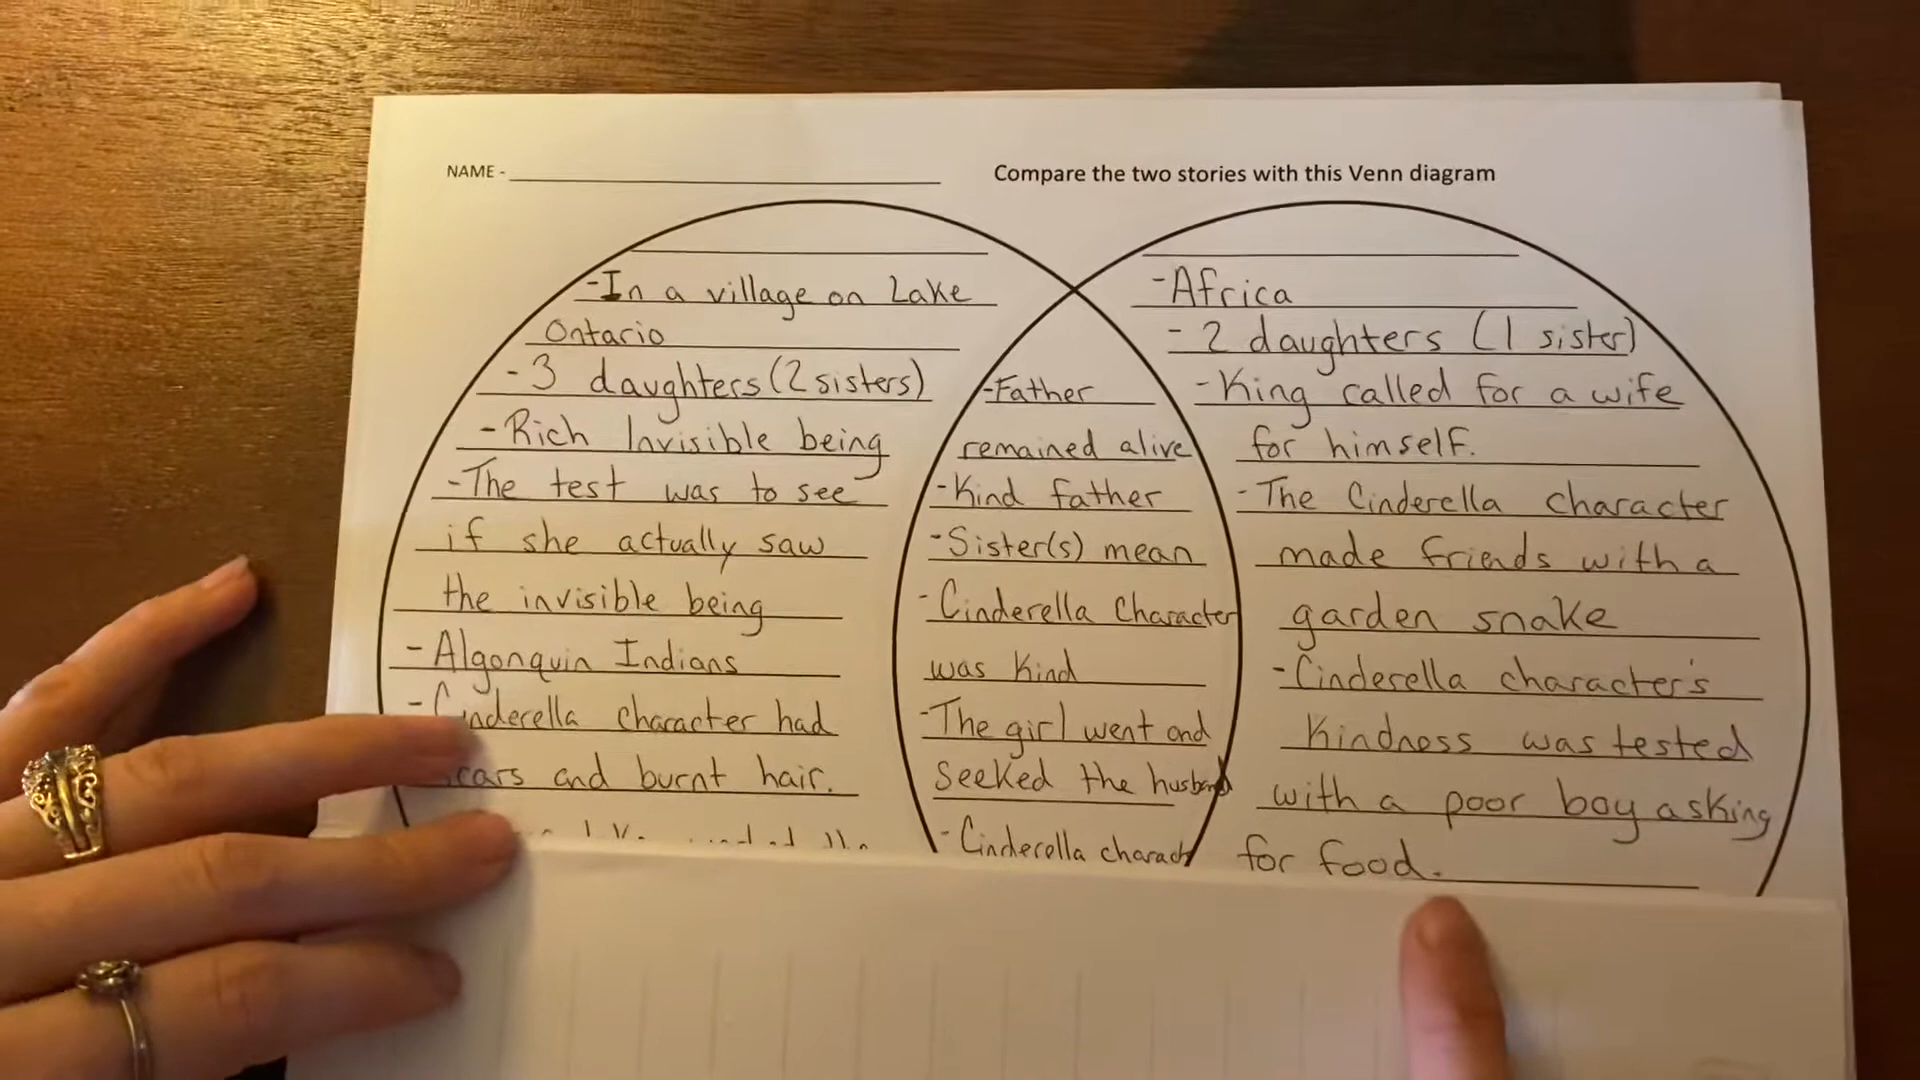 NAME -
Compare the two stories with this Venn diagram
-In a village on Lake
Ontario
-3 daughters (2 sisters)
-Rich Invisible being
-The test was to see
if she actually saw
the invisible being
-Algonquin Indians
-Cinderella character had
and burnt hair.
-Father
remained alive
-Kind father
-Sister(s) mean
-Cinderella Character
was kind
-The girl went and
seeked the husband
-Cinderella charact
-Africa
-2 daughters (1 sister)
-King called for a wife
for himself.
-The Cinderella character
made friends with a
garden snake
-Cinderella character's
kindness was tested
with a poor boy asking
for food.